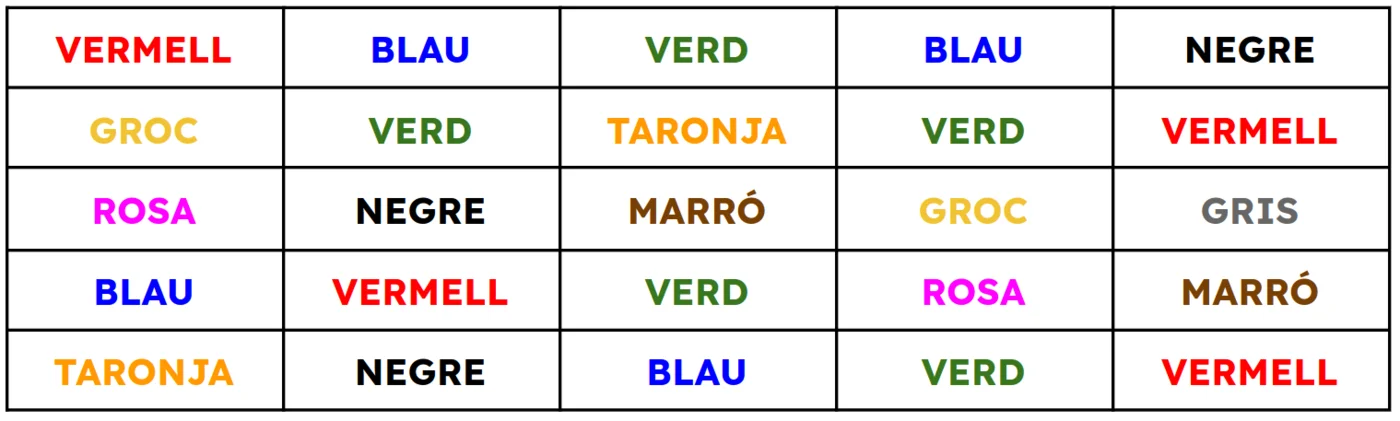 VERMELL BLAU VERD BLAU NEGRE
GROC VERD TARONJA VERD VERMELL
ROSA NEGRE MARRÓ GROC GRIS
BLAU VERMELL VERD ROSA MARRÓ
TARONJA NEGRE BLAU VERD VERMELL